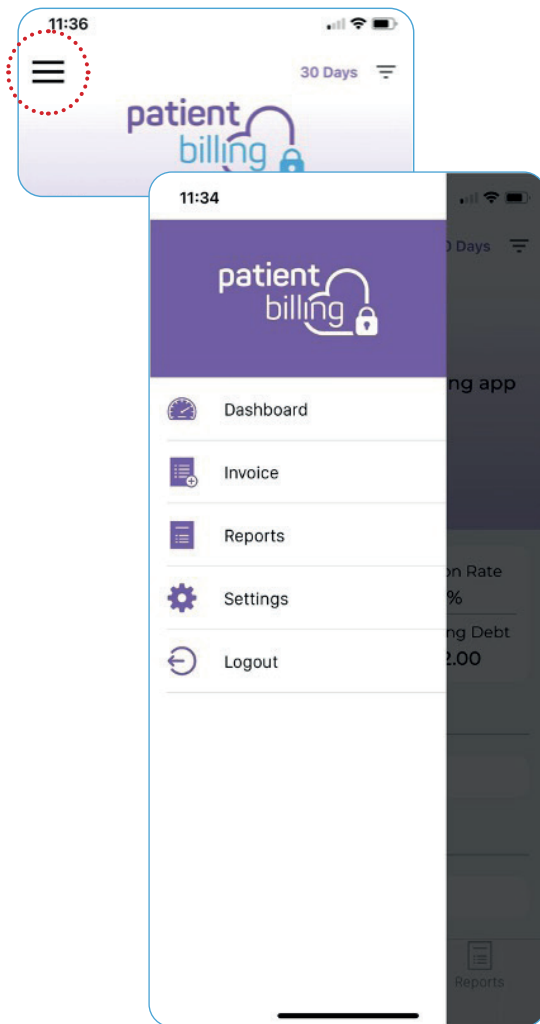 11:36
30 Days
patient
billing
11:34
0 Days
patient
billing
ng app
Dashboard
Invoice
Reports
on Rate
Settings
%
ng Debt
Logout
2.00
Reports